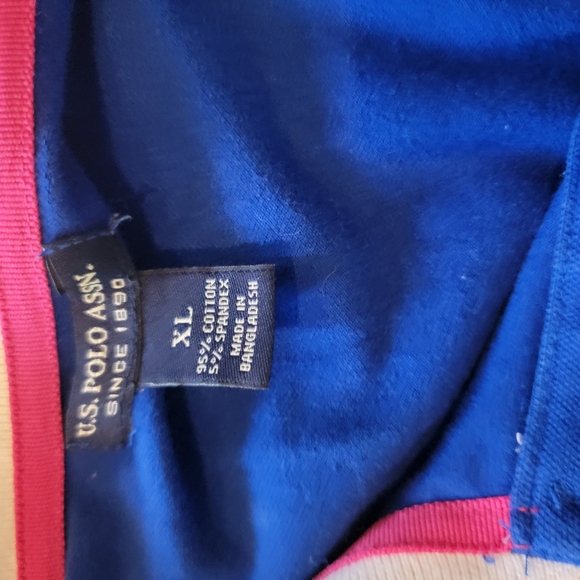 U.S. POLO ASSN.
SINCE 1890
XL
95% COTTON
5% SPANDEX
MADE IN
BANGLADESH